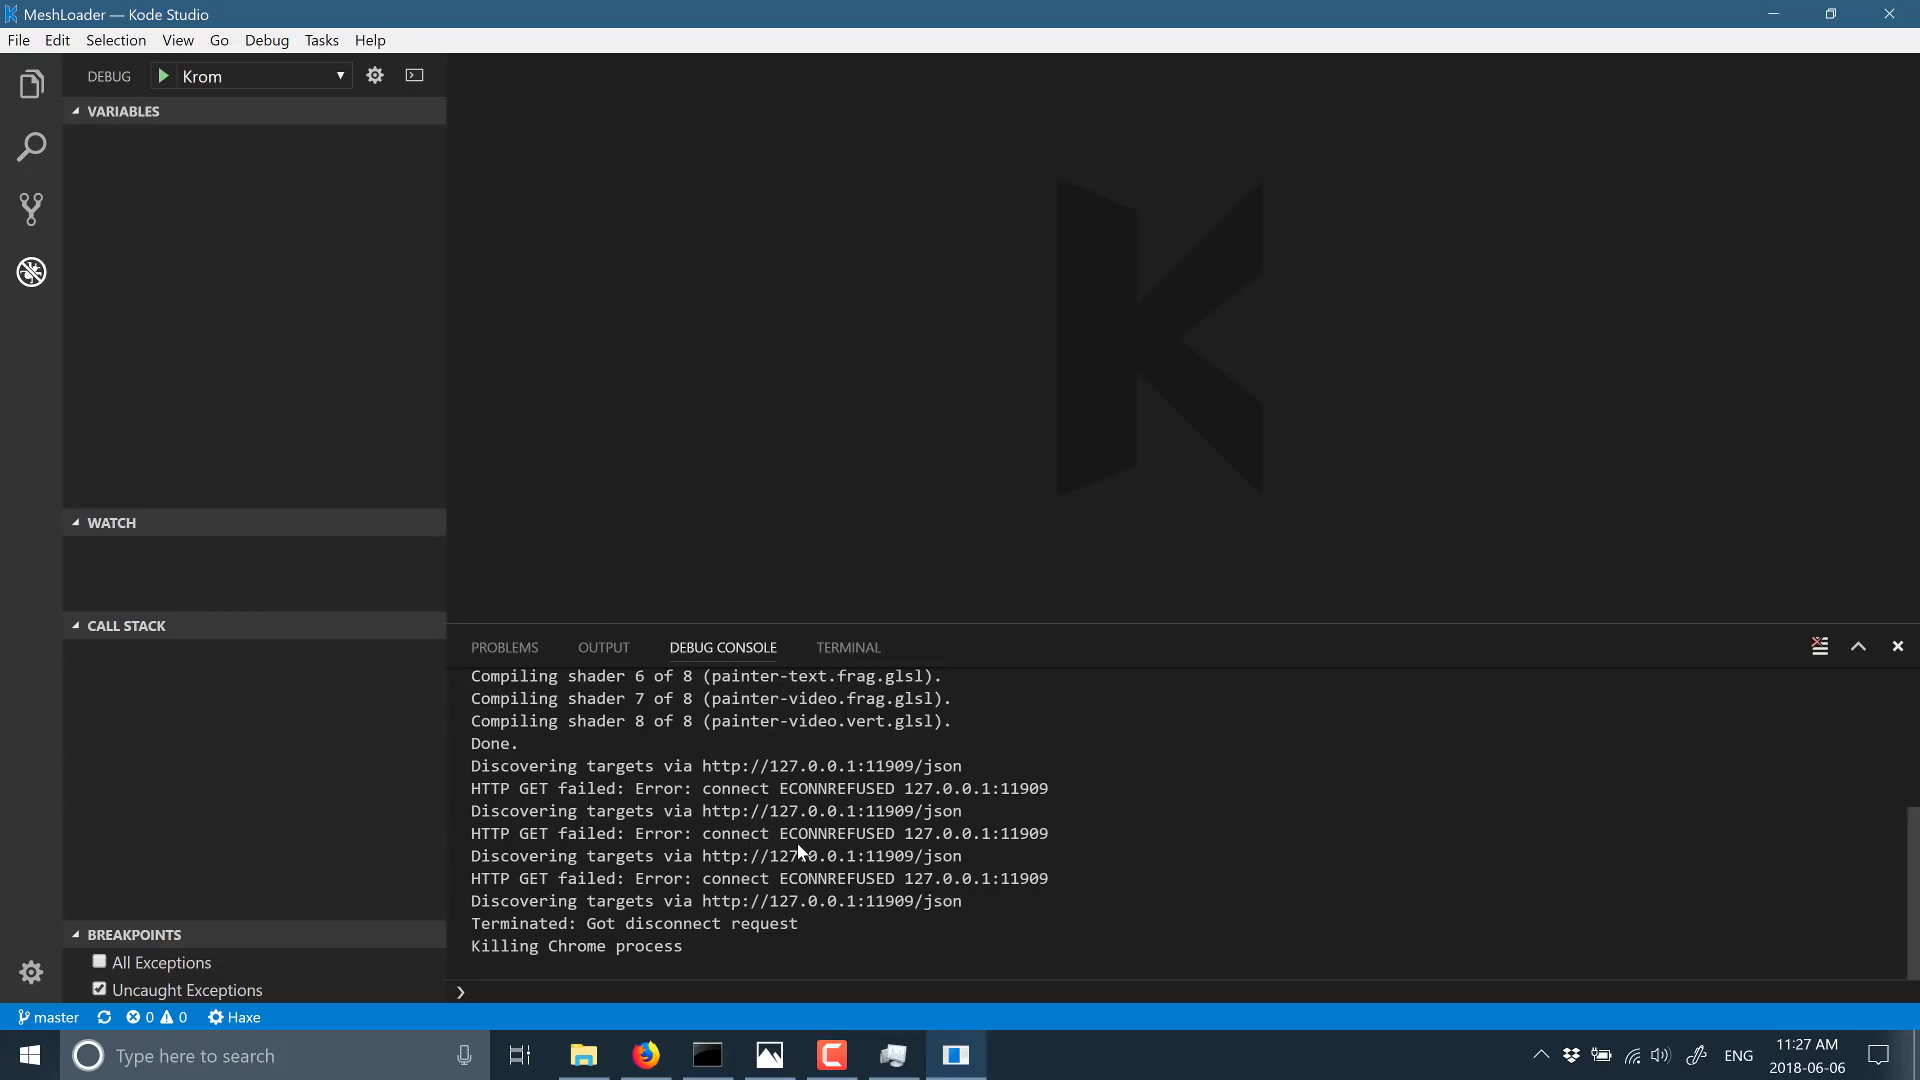 MeshLoader — Kode Studio
File Edit Selection View Go Debug Tasks Help
DEBUG Krom
VARIABLES
WATCH
CALL STACK
BREAKPOINTS
All Exceptions
Uncaught Exceptions
PROBLEMS OUTPUT DEBUG CONSOLE TERMINAL
Compiling shader 6 of 8 (painter-text.frag.glsl).
Compiling shader 7 of 8 (painter-video.frag.glsl).
Compiling shader 8 of 8 (painter-video.vert.glsl).
Done.
Discovering targets via http://127.0.0.1:11909/json
HTTP GET failed: Error: connect ECONNREFUSED 127.0.0.1:11909
Discovering targets via http://127.0.0.1:11909/json
HTTP GET failed: Error: connect ECONNREFUSED 127.0.0.1:11909
Discovering targets via http://127.0.0.1:11909/json
HTTP GET failed: Error: connect ECONNREFUSED 127.0.0.1:11909
Discovering targets via http://127.0.0.1:11909/json
Terminated: Got disconnect request
Killing Chrome process
master 0 0 Haxe
Type here to search
ENG
11:27 AM
2018-06-06